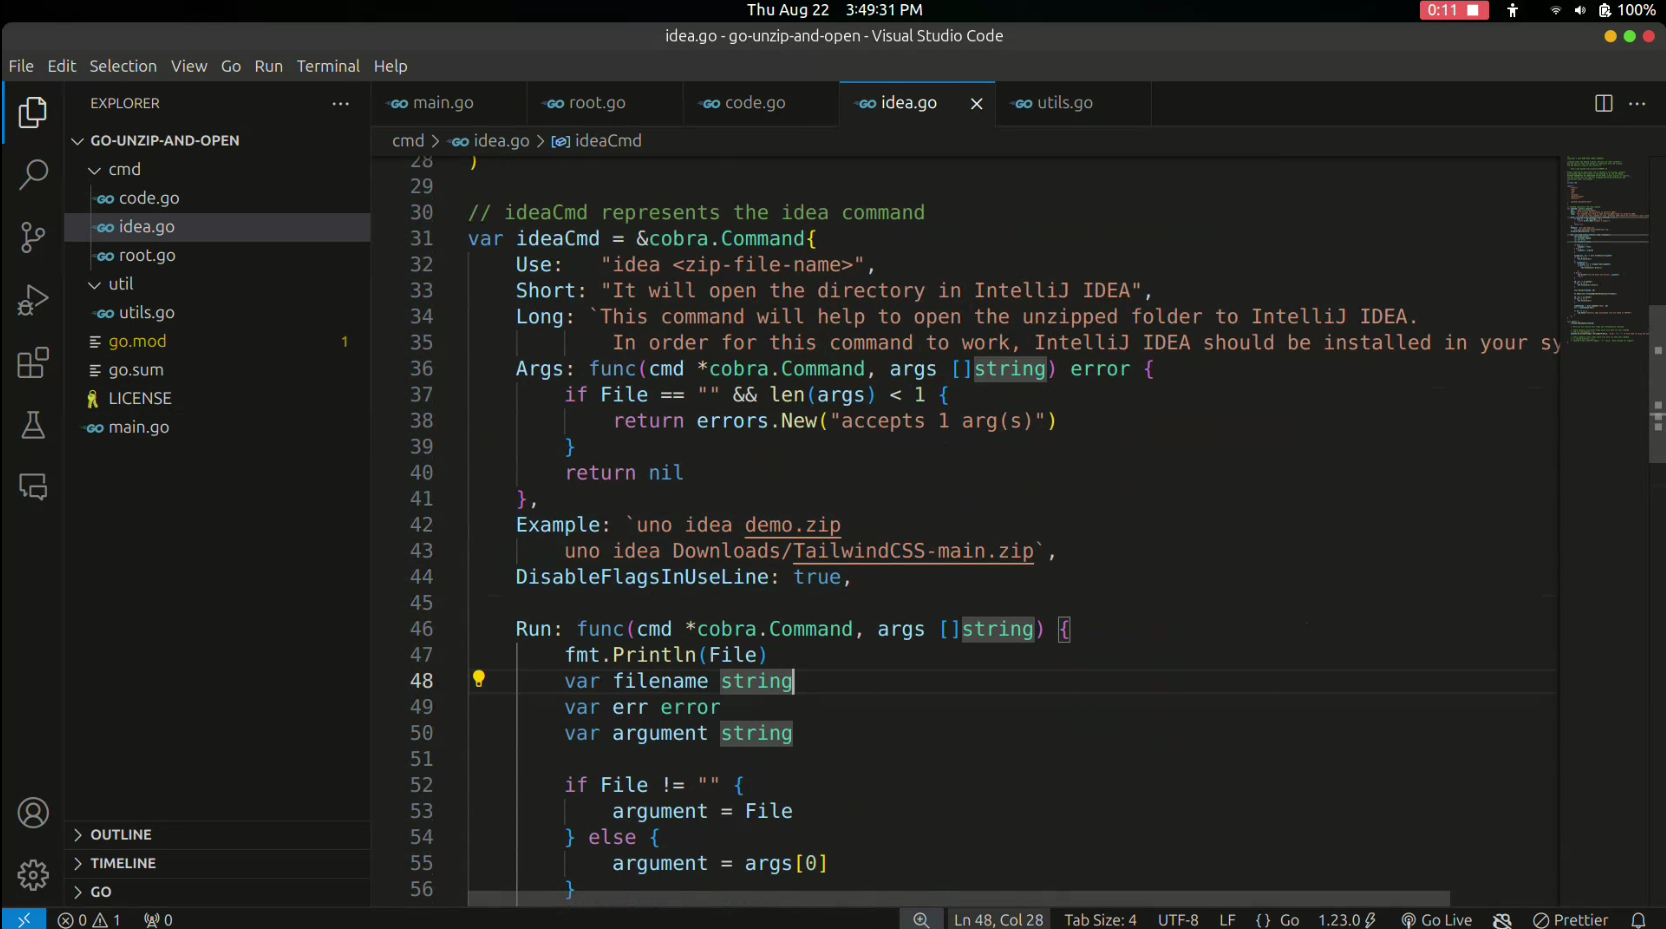 Thu Aug 22 3:49:31 PM
0:11
100%
idea.go - go-unzip-and-open - Visual Studio Code
File Edit Selection View Go Run Terminal Help
EXPLORER
GO-UNZIP-AND-OPEN
cmd
code.go
idea.go
root.go
util
utils.go
go.mod 1
go.sum
LICENSE
main.go
OUTLINE
TIMELINE
GO
main.go root.go code.go idea.go utils.go
cmd > idea.go > ideaCmd
28 )
29
30 // ideaCmd represents the idea command
31 var ideaCmd = &cobra.Command{
32 Use: "idea <zip-file-name>",
33 Short: "It will open the directory in IntelliJ IDEA",
34 Long: `This command will help to open the unzipped folder to IntelliJ IDEA.
35 In order for this command to work, IntelliJ IDEA should be installed in your sy
36 Args: func(cmd *cobra.Command, args []string) error {
37 if File == "" && len(args) < 1 {
38 return errors.New("accepts 1 arg(s)")
39 }
40 return nil
41 },
42 Example: `uno idea demo.zip
43 uno idea Downloads/TailwindCSS-main.zip`,
44 DisableFlagsInUseLine: true,
45
46 Run: func(cmd *cobra.Command, args []string) {
47 fmt.Println(File)
48 var filename string
49 var err error
50 var argument string
51
52 if File != "" {
53 argument = File
54 } else {
55 argument = args[0]
56 }
0 1 0 Ln 48, Col 28 Tab Size: 4 UTF-8 LF {} Go 1.23.0 Go Live Prettier